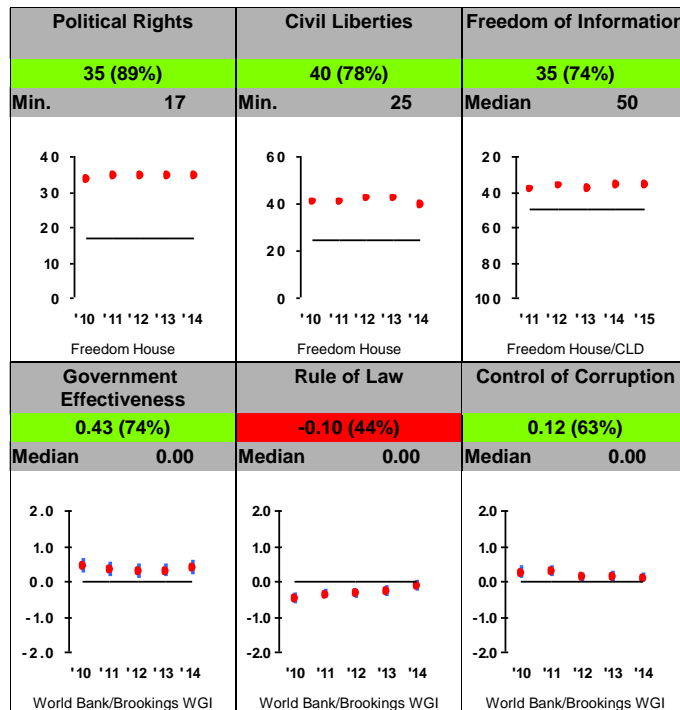 Political Rights
35 (89%)
Min. 17
40
30
20
10
0
'10 '11 '12 '13 '14
Freedom House
Civil Liberties
40 (78%)
Min. 25
60
40
20
0
'10 '11 '12 '13 '14
Freedom House
Freedom of Information
35 (74%)
Median 50
20
40
60
80
100
'11 '12 '13 '14 '15
Freedom House/CLD
Government
Effectiveness
0.43 (74%)
Median 0.00
2.0
1.0
0.0
-1.0
-2.0
'10 '11 '12 '13 '14
World Bank/Brookings WGI
Rule of Law
-0.10 (44%)
Median 0.00
2.0
1.0
0.0
-1.0
-2.0
'10 '11 '12 '13 '14
World Bank/Brookings WGI
Control of Corruption
0.12 (63%)
Median 0.00
2.0
1.0
0.0
-1.0
-2.0
'10 '11 '12 '13 '14
World Bank/Brookings WGI